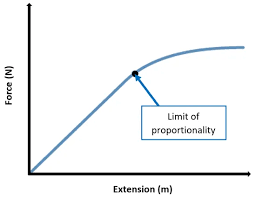 Force (N)
Limit of
proportionality
Extension (m)